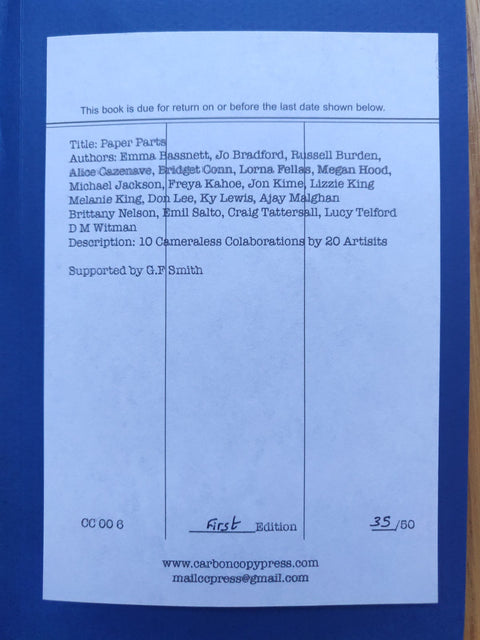 This book is due for return on or before the last date shown below.
Title: Paper Parts
Authors: Emma Bassnett, Jo Bradford, Russell Burden,
Alice Cazenave, Bridget Conn, Lorna Fellas, Megan Hood,
Michael Jackson, Freya Kahoe, Jon Kime, Lizzie King
Melanie King, Don Lee, Ky Lewis, Ajay Malghan
Brittany Nelson, Emil Salto, Craig Tattersall, Lucy Telford
D M Witman
Description: 10 Cameraless Colaborations by 20 Artisits
Supported by G.F Smith
CC 00 6 First Edition 35/50
www.carboncopypress.com
mailccpress@gmail.com